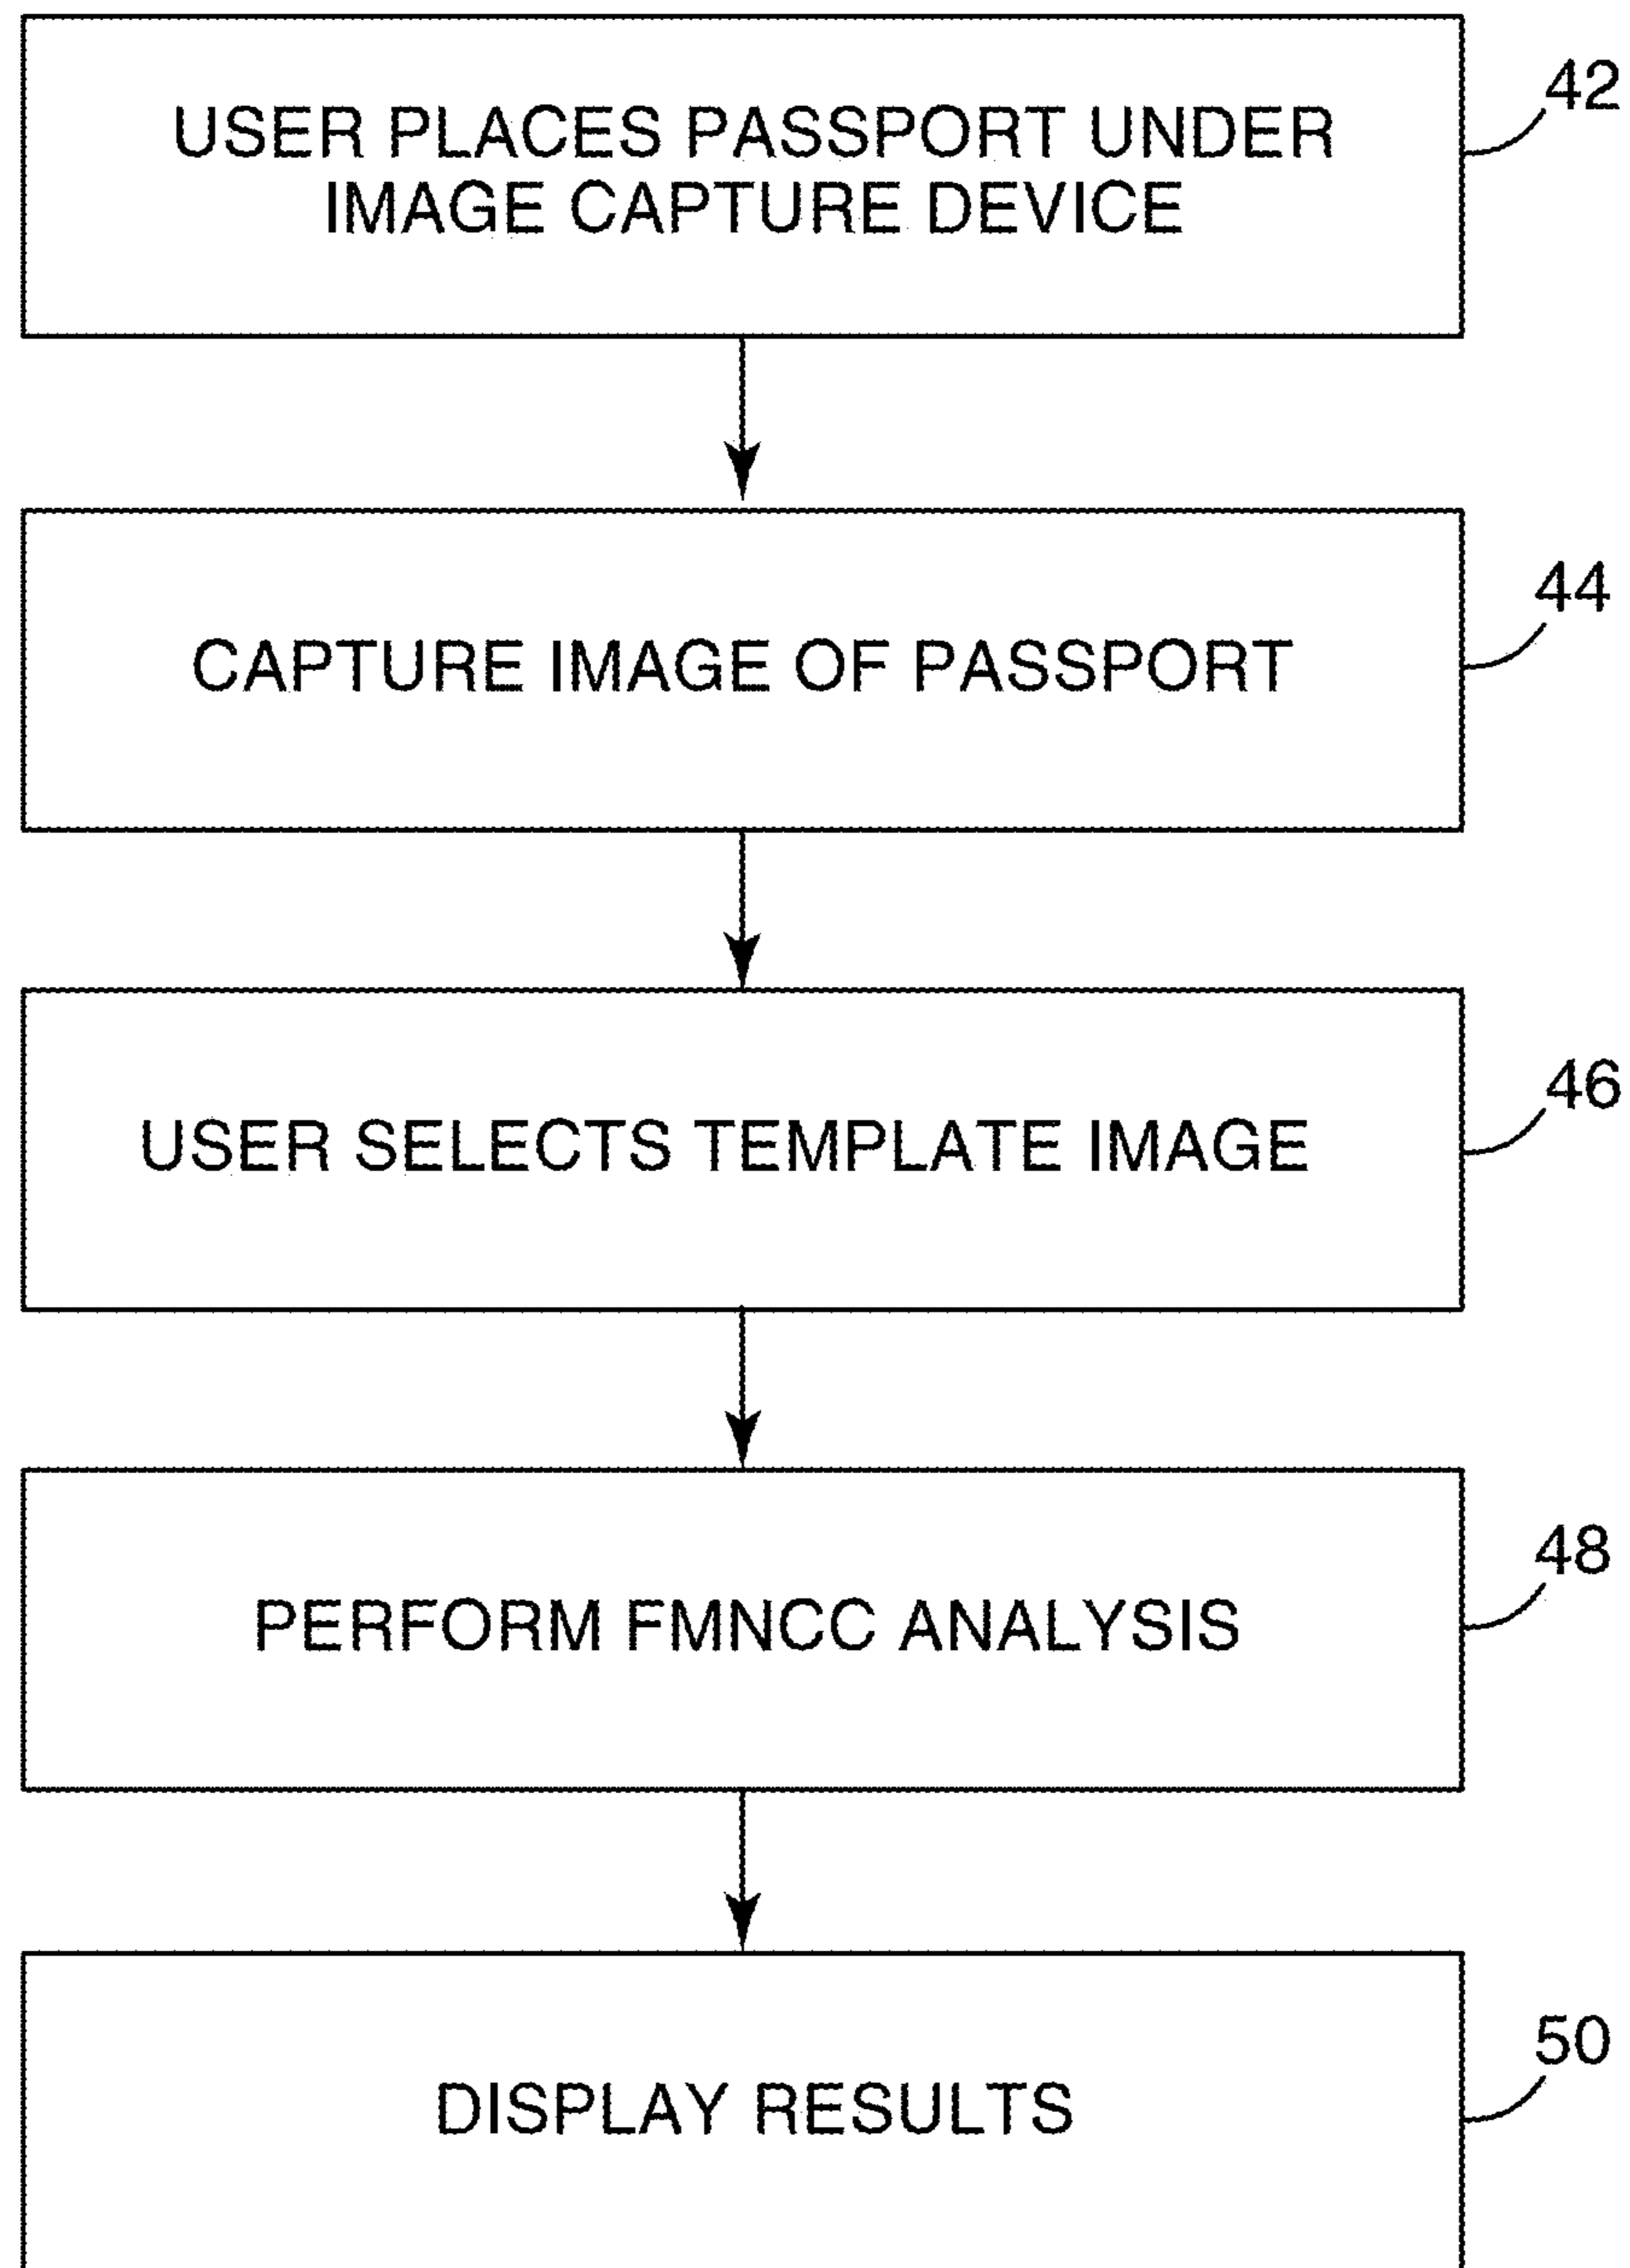 USER PLACES PASSPORT UNDER
IMAGE CAPTURE DEVICE
42
CAPTURE IMAGE OF PASSPORT
44
USER SELECTS TEMPLATE IMAGE
46
PERFORM FMNCC ANALYSIS
48
DISPLAY RESULTS
50